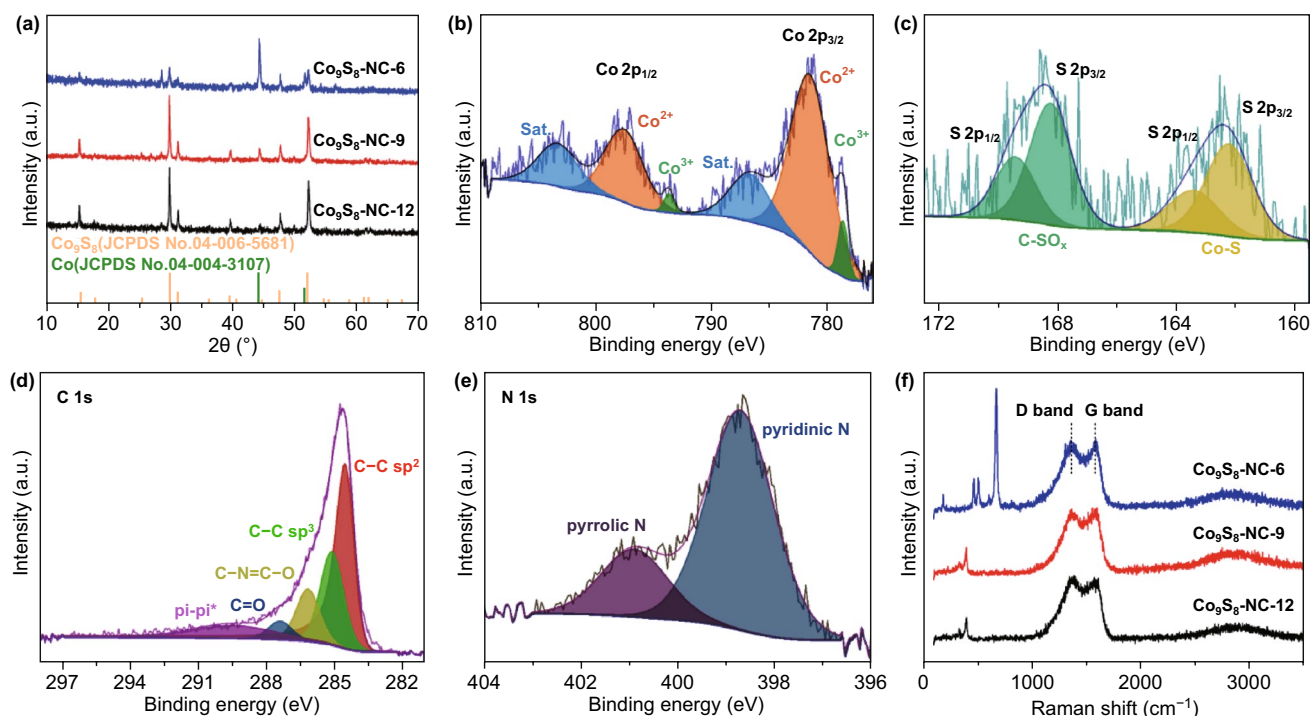 (a)
Co₉S₈-NC-6
Co₉S₈-NC-9
Co₉S₈-NC-12
Co₉S₈(JCPDS No.04-006-5681)
Co(JCPDS No.04-004-3107)
Intensity (a.u.)
10 20 30 40 50 60 70
2θ (°)
(b)
Co 2p₃/₂
Co 2p₁/₂
Co²⁺
Sat.
Co²⁺
Co³⁺
Sat.
Co³⁺
Intensity (a.u.)
810 800 790 780
Binding energy (eV)
(c)
S 2p₃/₂
S 2p₁/₂
S 2p₃/₂
S 2p₁/₂
C-SOₓ
Co-S
Intensity (a.u.)
172 168 164 160
Binding energy (eV)
(d)
C 1s
C−C sp²
C−C sp³
C−N=C−O
C=O
pi-pi*
Intensity (a.u.)
297 294 291 288 285 282
Binding energy (eV)
(e)
N 1s
pyridinic N
pyrrolic N
Intensity (a.u.)
404 402 400 398 396
Binding energy (eV)
(f)
D band G band
Co₉S₈-NC-6
Co₉S₈-NC-9
Co₉S₈-NC-12
Intensity (a.u.)
0 1000 2000 3000
Raman shift (cm⁻¹)